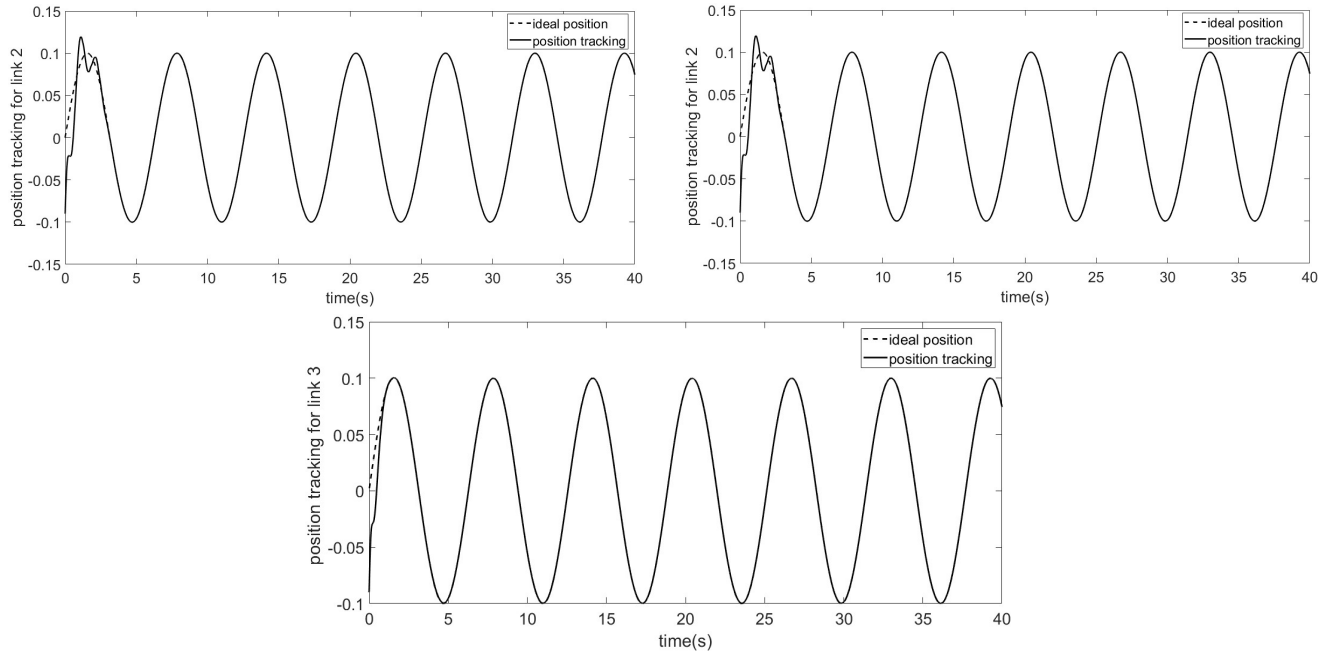 position tracking for link 2
0.15
0.1
0.05
0
-0.05
-0.1
-0.15
ideal position
position tracking
0 5 10 15 20 25 30 35 40
time(s)
position tracking for link 2
0.15
0.1
0.05
0
-0.05
-0.1
-0.15
ideal position
position tracking
0 5 10 15 20 25 30 35 40
time(s)
position tracking for link 3
0.15
0.1
0.05
0
-0.05
-0.1
ideal position
position tracking
0 5 10 15 20 25 30 35 40
time(s)